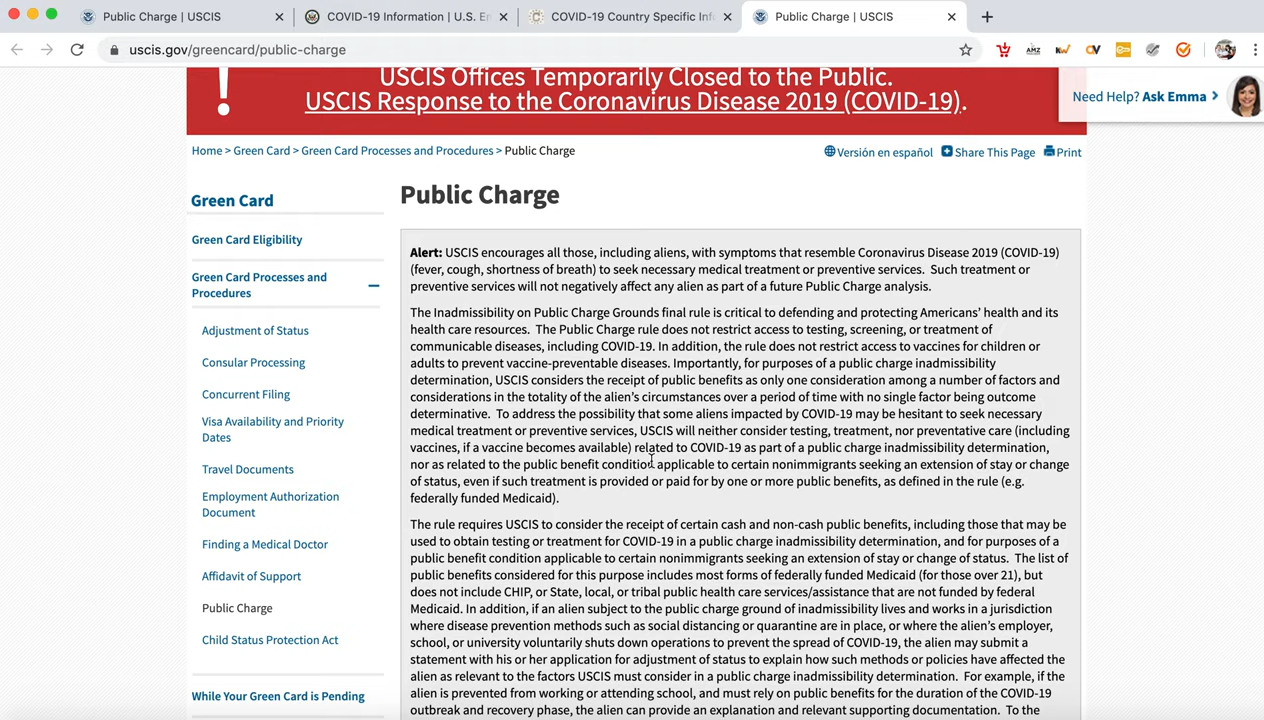 Public Charge | USCIS
COVID-19 Information | U.S. Em
COVID-19 Country Specific Inf
Public Charge | USCIS
uscis.gov/greencard/public-charge
USCIS Offices Temporarily Closed to the Public.
USCIS Response to the Coronavirus Disease 2019 (COVID-19).
Need Help? Ask Emma
Home > Green Card > Green Card Processes and Procedures > Public Charge
Versión en español Share This Page Print
Green Card
Green Card Eligibility
Green Card Processes and
Procedures
Adjustment of Status
Consular Processing
Concurrent Filing
Visa Availability and Priority
Dates
Travel Documents
Employment Authorization
Document
Finding a Medical Doctor
Affidavit of Support
Public Charge
Child Status Protection Act
While Your Green Card is Pending
Public Charge
Alert: USCIS encourages all those, including aliens, with symptoms that resemble Coronavirus Disease 2019 (COVID-19)
(fever, cough, shortness of breath) to seek necessary medical treatment or preventive services. Such treatment or
preventive services will not negatively affect any alien as part of a future Public Charge analysis.
The Inadmissibility on Public Charge Grounds final rule is critical to defending and protecting Americans' health and its
health care resources. The Public Charge rule does not restrict access to testing, screening, or treatment of
communicable diseases, including COVID-19. In addition, the rule does not restrict access to vaccines for children or
adults to prevent vaccine-preventable diseases. Importantly, for purposes of a public charge inadmissibility
determination, USCIS considers the receipt of public benefits as only one consideration among a number of factors and
considerations in the totality of the alien's circumstances over a period of time with no single factor being outcome
determinative. To address the possibility that some aliens impacted by COVID-19 may be hesitant to seek necessary
medical treatment or preventive services, USCIS will neither consider testing, treatment, nor preventative care (including
vaccines, if a vaccine becomes available) related to COVID-19 as part of a public charge inadmissibility determination,
nor as related to the public benefit condition applicable to certain nonimmigrants seeking an extension of stay or change
of status, even if such treatment is provided or paid for by one or more public benefits, as defined in the rule (e.g.
federally funded Medicaid).
The rule requires USCIS to consider the receipt of certain cash and non-cash public benefits, including those that may be
used to obtain testing or treatment for COVID-19 in a public charge inadmissibility determination, and for purposes of a
public benefit condition applicable to certain nonimmigrants seeking an extension of stay or change of status. The list of
public benefits considered for this purpose includes most forms of federally funded Medicaid (for those over 21), but
does not include CHIP, or State, local, or tribal public health care services/assistance that are not funded by federal
Medicaid. In addition, if an alien subject to the public charge ground of inadmissibility lives and works in a jurisdiction
where disease prevention methods such as social distancing or quarantine are in place, or where the alien's employer,
school, or university voluntarily shuts down operations to prevent the spread of COVID-19, the alien may submit a
statement with his or her application for adjustment of status to explain how such methods or policies have affected the
alien as relevant to the factors USCIS must consider in a public charge inadmissibility determination. For example, if the
alien is prevented from working or attending school, and must rely on public benefits for the duration of the COVID-19
outbreak and recovery phase, the alien can provide an explanation and relevant supporting documentation. To the